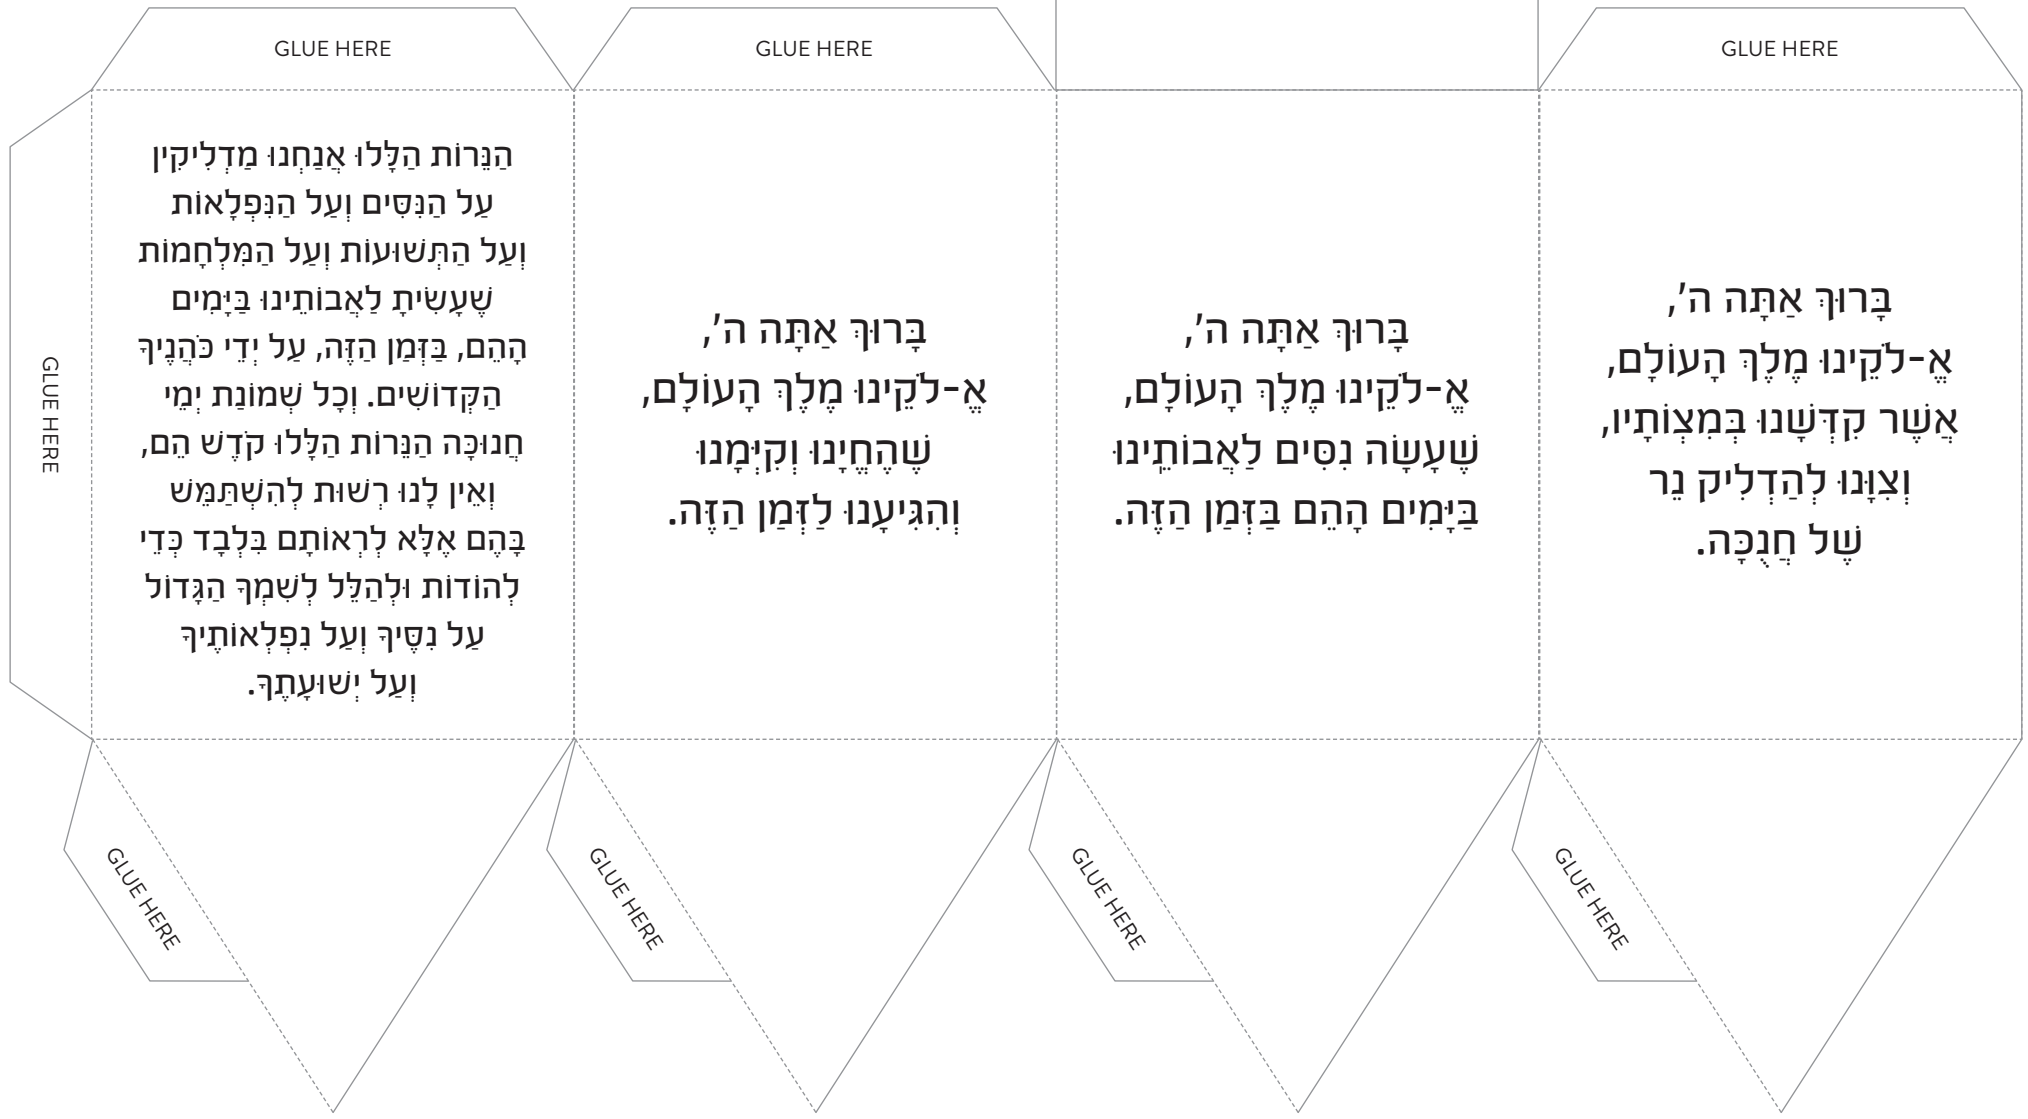 GLUE HERE
GLUE HERE
GLUE HERE
GLUE HERE
בָּרוּךְ אַתָּה ה',
אֱ-לֹקֵינוּ מֶלֶךְ הָעוֹלָם,
אֲשֶׁר קִדְּשָׁנוּ בְּמִצְוֹתָיו,
וְצִוָּנוּ לְהַדְלִיק נֵר
שֶׁל חֲנֻכָּה.
בָּרוּךְ אַתָּה ה',
אֱ-לֹקֵינוּ מֶלֶךְ הָעוֹלָם,
שֶׁעָשָׂה נִסִּים לַאֲבוֹתֵינוּ
בַּיָּמִים הָהֵם בַּזְּמַן הַזֶּה.
בָּרוּךְ אַתָּה ה',
אֱ-לֹקֵינוּ מֶלֶךְ הָעוֹלָם,
שֶׁהֶחֱיָנוּ וְקִיְּמָנוּ
וְהִגִּיעָנוּ לַזְּמַן הַזֶּה.
הַנֵּרוֹת הַלָּלוּ אֲנַחְנוּ מַדְלִיקִין
עַל הַנִּסִּים וְעַל הַנִּפְלָאוֹת
וְעַל הַתְּשׁוּעוֹת וְעַל הַמִּלְחָמוֹת
שֶׁעָשִׂיתָ לַאֲבוֹתֵינוּ בַּיָּמִים
הָהֵם, בַּזְּמַן הַזֶּה, עַל יְדֵי כֹּהֲנֶיךָ
הַקְּדוֹשִׁים. וְכָל שְׁמוֹנַת יְמֵי
חֲנוּכָּה הַנֵּרוֹת הַלָּלוּ קֹדֶשׁ הֵם,
וְאֵין לָנוּ רְשׁוּת לְהִשְׁתַּמֵּשׁ
בָּהֶם אֶלָּא לִרְאוֹתָם בִּלְבָד כְּדֵי
לְהוֹדוֹת וּלְהַלֵּל לְשִׁמְךָ הַגָּדוֹל
עַל נִסֶּיךָ וְעַל נִפְלְאוֹתֶיךָ
וְעַל יְשׁוּעָתֶךָ.
GLUE HERE
GLUE HERE
GLUE HERE
GLUE HERE